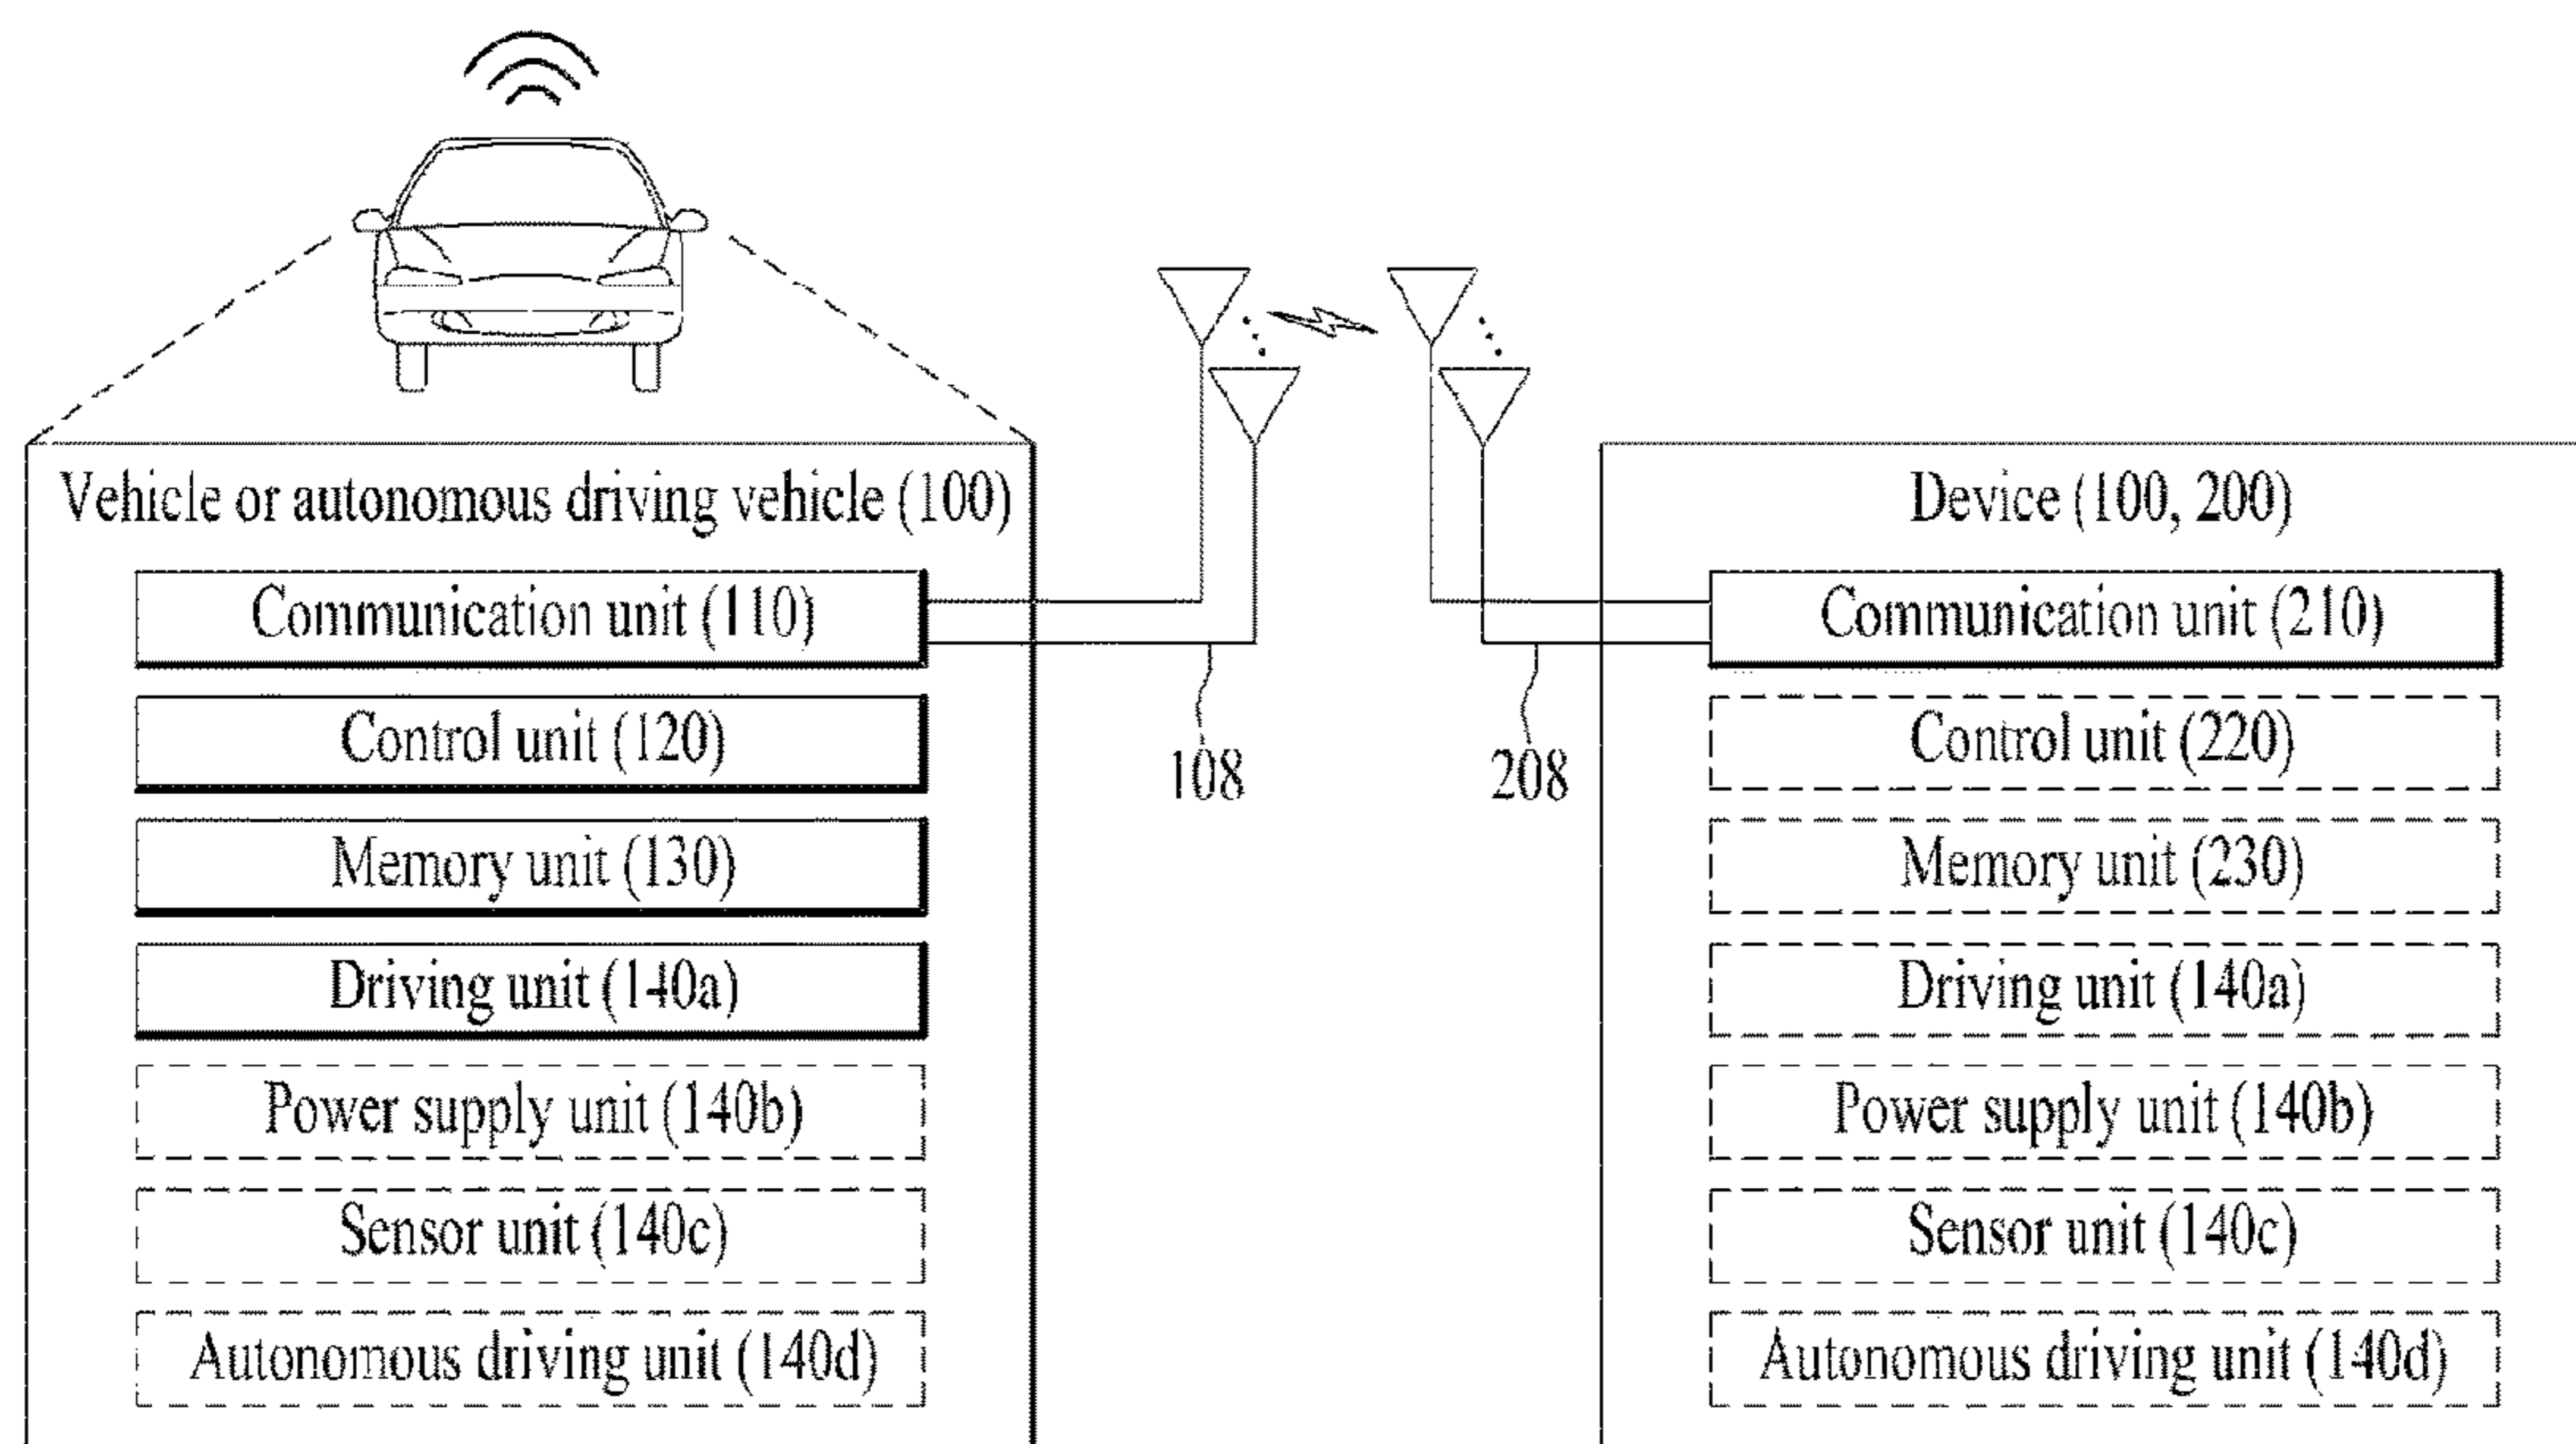 Vehicle or autonomous driving vehicle (100)
Communication unit (110)
Control unit (120)
Memory unit (130)
Driving unit (140a)
Power supply unit (140b)
Sensor unit (140c)
Autonomous driving unit (140d)
108
208
Device (100, 200)
Communication unit (210)
Control unit (220)
Memory unit (230)
Driving unit (140a)
Power supply unit (140b)
Sensor unit (140c)
Autonomous driving unit (140d)